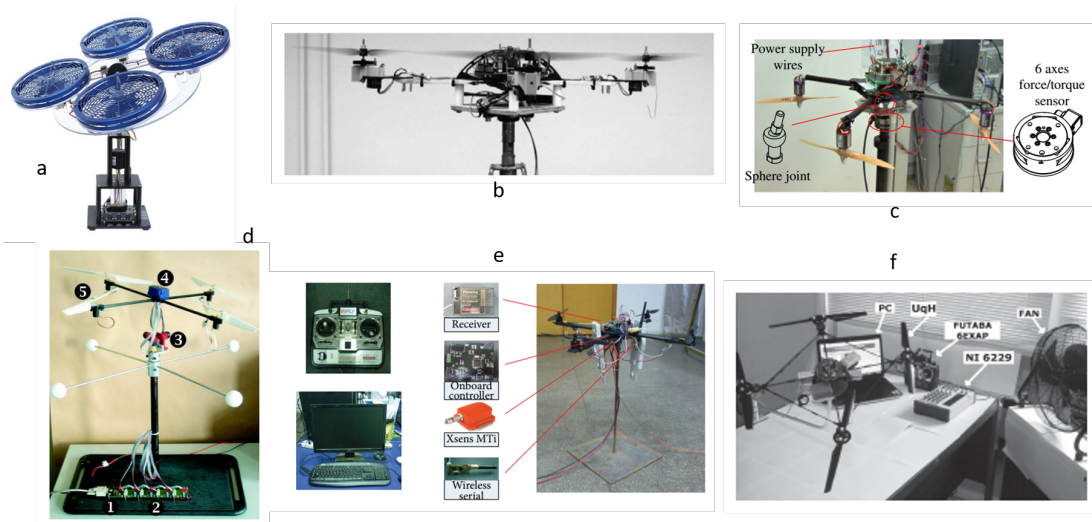 a
b
Power supply
wires
Sphere joint
6 axes
force/torque
sensor
c
d
5
4
3
1
2
e
Receiver
Onboard
controller
Xsens MTi
Wireless
serial
f
PC
UqH
FUTABA
6EXAP
FAN
NI 6229